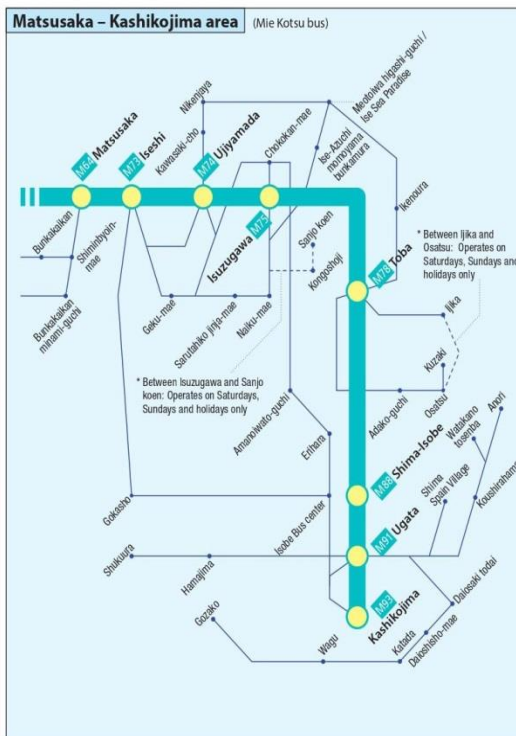 Matsusaka – Kashikojima area (Mie Kotsu bus)
Nikenjaya
Meotoiwa higashi-guchi /
Ise Sea Paradise
Kawasaki-cho
Chokokan-mae
Ise-Azuchi
momoyama
bunkamura
M64 Matsusaka
M73 Iseshi
M74 Ujiyamada
M75
Isuzugawa
Ikenoura
Bunkakaikan
Shiminbyoin-
mae
Sanjo koen
Kongoshoji
M78 Toba
* Between Ijika and
Osatsu: Operates on
Saturdays, Sundays and
holidays only
Bunkakaikan
minami-guchi
Geku-mae
Sarutahiko jinja-mae
Naiku-mae
Ijika
Kuzaki
* Between Isuzugawa and Sanjo
koen: Operates on Saturdays,
Sundays and holidays only
Amanoiwato-guchi
Adako-guchi
Osatsu
Anori
Erihara
Watakano
tosenba
M88 Shima-Isobe
Shima
Spain Village
Koushirahama
Gokasho
Isobe Bus center
M91 Ugata
Shukuura
Hamajima
M93
Kashikojima
Daiosaki todai
Gozako
Wagu
Katada
Daioshisho-mae